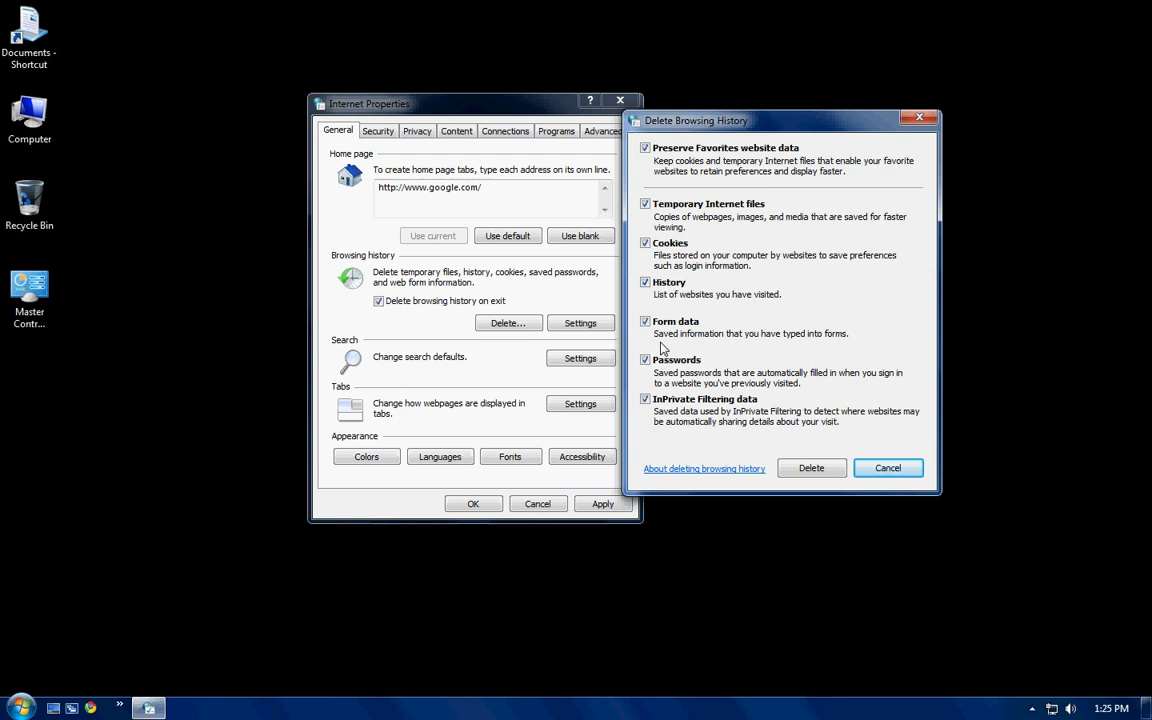 Documents -
Shortcut
Computer
Recycle Bin
Master
Contr...
Internet Properties
?
General
Security
Privacy
Content
Connections
Programs
Advanced
Home page
To create home page tabs, type each address on its own line.
http://www.google.com/
Use current
Use default
Use blank
Browsing history
Delete temporary files, history, cookies, saved passwords,
and web form information.
Delete browsing history on exit
Delete...
Settings
Search
Change search defaults.
Settings
Tabs
Change how webpages are displayed in
tabs.
Settings
Appearance
Colors
Languages
Fonts
Accessibility
OK
Cancel
Apply
Delete Browsing History
Preserve Favorites website data
Keep cookies and temporary Internet files that enable your favorite
websites to retain preferences and display faster.
Temporary Internet files
Copies of webpages, images, and media that are saved for faster
viewing.
Cookies
Files stored on your computer by websites to save preferences
such as login information.
History
List of websites you have visited.
Form data
Saved information that you have typed into forms.
Passwords
Saved passwords that are automatically filled in when you sign in
to a website you've previously visited.
InPrivate Filtering data
Saved data used by InPrivate Filtering to detect where websites may
be automatically sharing details about your visit.
About deleting browsing history
Delete
Cancel
1:25 PM